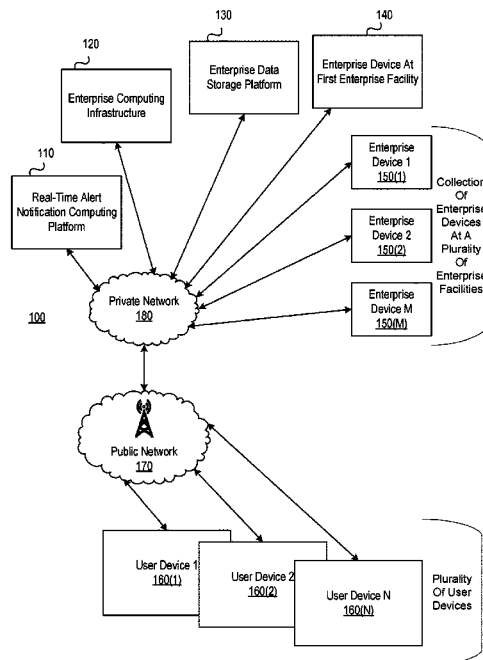 130
140
120
Enterprise Data
Storage Platform
Enterprise Device At
First Enterprise Facility
Enterprise Computing
Infrastructure
110
Real-Time Alert
Notification Computing
Platform
Enterprise
Device 1
150(1)
Enterprise
Device 2
150(2)
Enterprise
Device M
150(M)
Collection
Of
Enterprise
Devices
At A
Plurality
Of
Enterprise
Facilities
100
Private Network
180
Public Network
170
User Device 1
160(1)
User Device 2
160(2)
User Device N
160(N)
Plurality
Of User
Devices